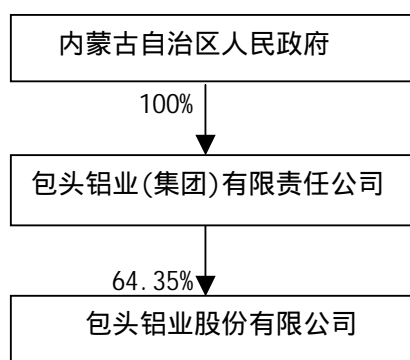 内蒙古自治区人民政府
100%
包头铝业(集团)有限责任公司
64.35%
包头铝业股份有限公司